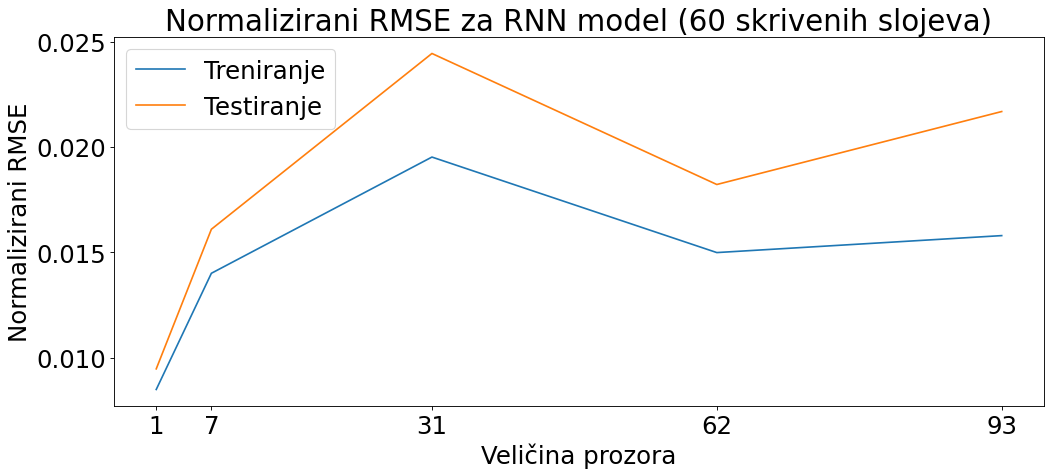 Normalizirani RMSE za RNN model (60 skrivenih slojeva)
Treniranje
Testiranje
Normalizirani RMSE
0.025
0.020
0.015
0.010
1 7 31 62 93
Veličina prozora